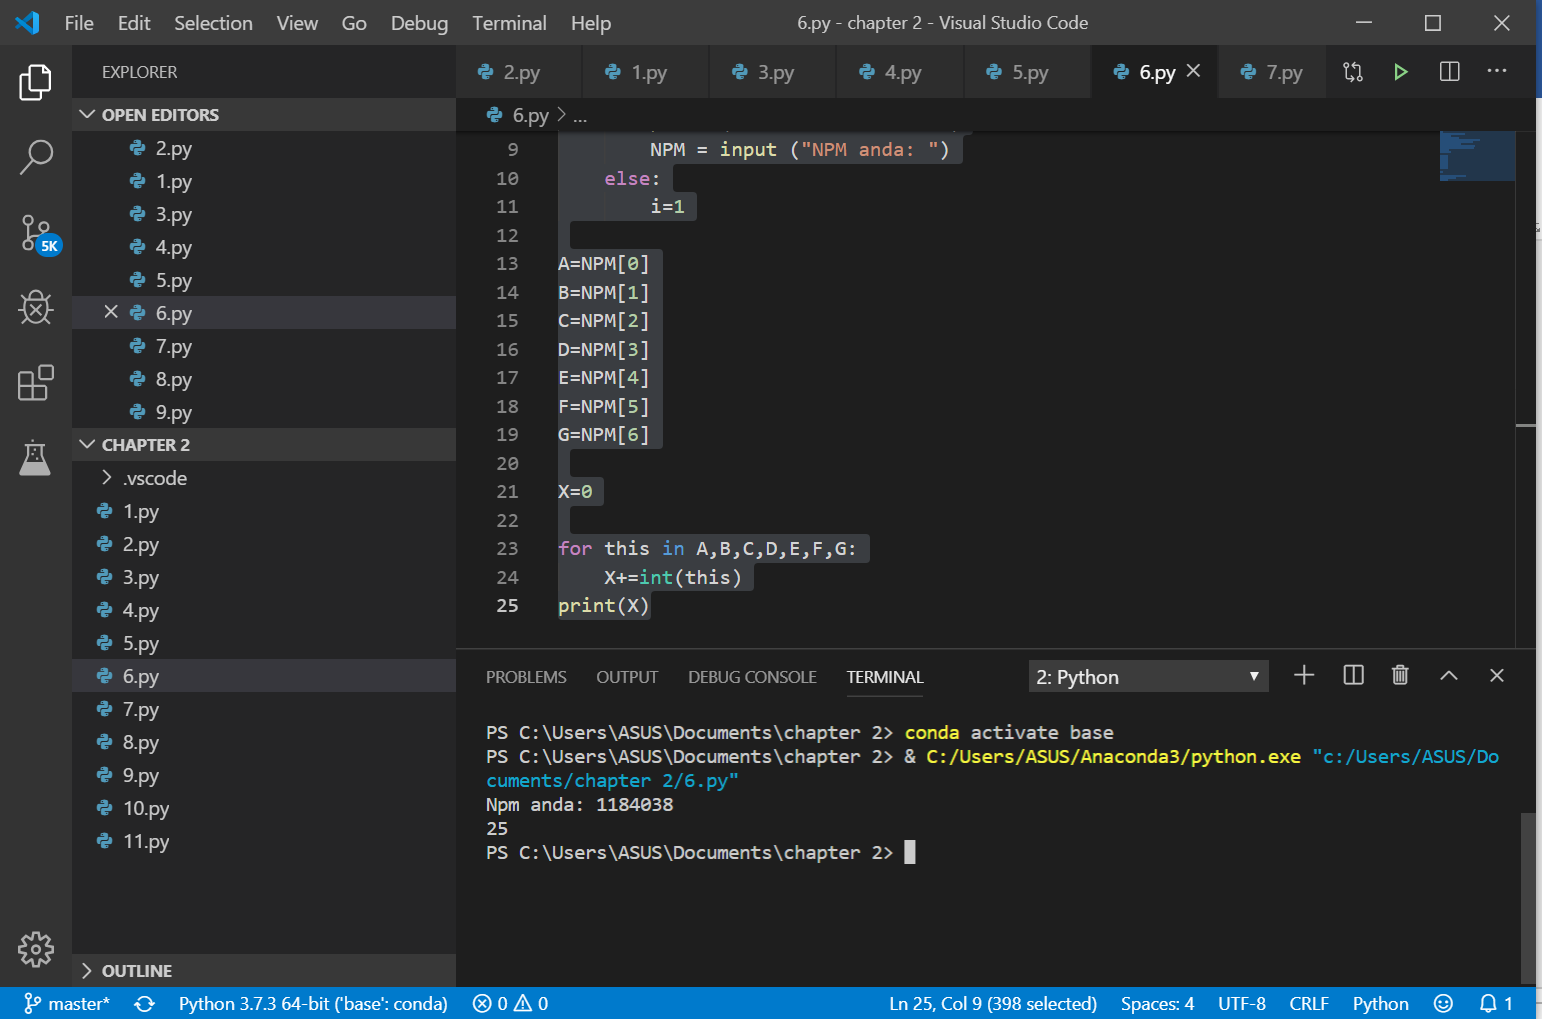 File Edit Selection View Go Debug Terminal Help 6.py - chapter 2 - Visual Studio Code
EXPLORER
OPEN EDITORS
2.py
1.py
3.py
4.py
5.py
6.py
7.py
8.py
9.py
CHAPTER 2
.vscode
1.py
2.py
3.py
4.py
5.py
6.py
7.py
8.py
9.py
10.py
11.py
OUTLINE
5K
2.py 1.py 3.py 4.py 5.py 6.py 7.py
6.py > ...
9 NPM = input ("NPM anda: ")
10 else:
11 i=1
12
13 A=NPM[0]
14 B=NPM[1]
15 C=NPM[2]
16 D=NPM[3]
17 E=NPM[4]
18 F=NPM[5]
19 G=NPM[6]
20
21 X=0
22
23 for this in A,B,C,D,E,F,G:
24 X+=int(this)
25 print(X)
PROBLEMS OUTPUT DEBUG CONSOLE TERMINAL 2: Python
PS C:\Users\ASUS\Documents\chapter 2> conda activate base
PS C:\Users\ASUS\Documents\chapter 2> & C:/Users/ASUS/Anaconda3/python.exe "c:/Users/ASUS/Do
cuments/chapter 2/6.py"
Npm anda: 1184038
25
PS C:\Users\ASUS\Documents\chapter 2>
master* Python 3.7.3 64-bit ('base': conda) 0 0 Ln 25, Col 9 (398 selected) Spaces: 4 UTF-8 CRLF Python 1